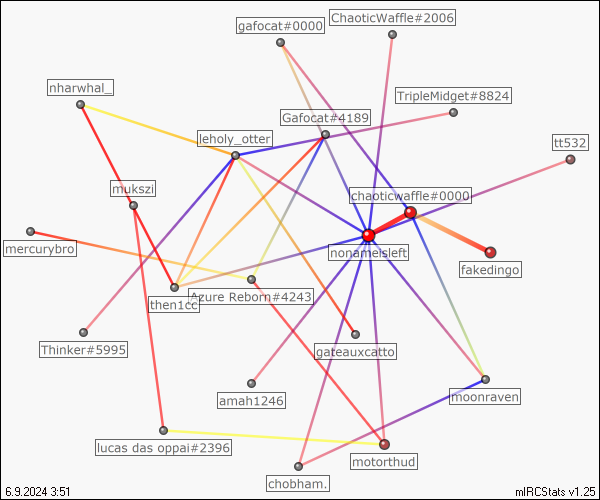 gafocat#0000
ChaoticWaffle#2006
nharwhal_
TripleMidget#8824
Gafocat#4189
leholy_otter
tt532
mukszi
chaoticwaffle#0000
mercurybro
nonameisleft
fakedingo
then1cc
Azure Reborn#4243
Thinker#5995
gateauxcatto
amah1246
moonraven
lucas das oppai#2396
motorthud
chobham.
6.9.2024 3:51
mIRCStats v1.25